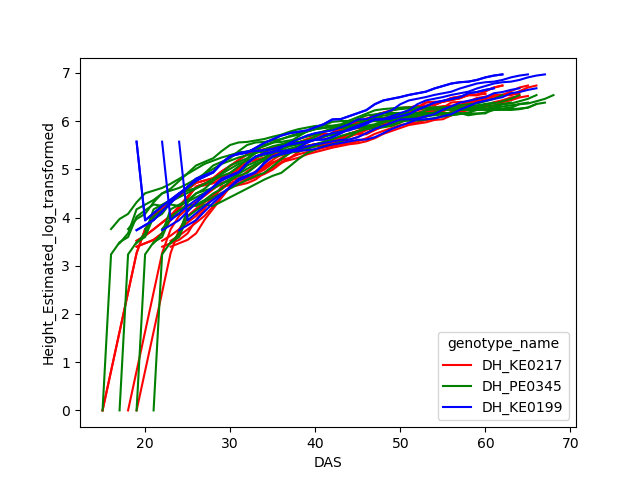 7
6
5
4
3
2
1
0
Height_Estimated_log_transformed
20 30 40 50 60 70
DAS
genotype_name
DH_KE0217
DH_PE0345
DH_KE0199